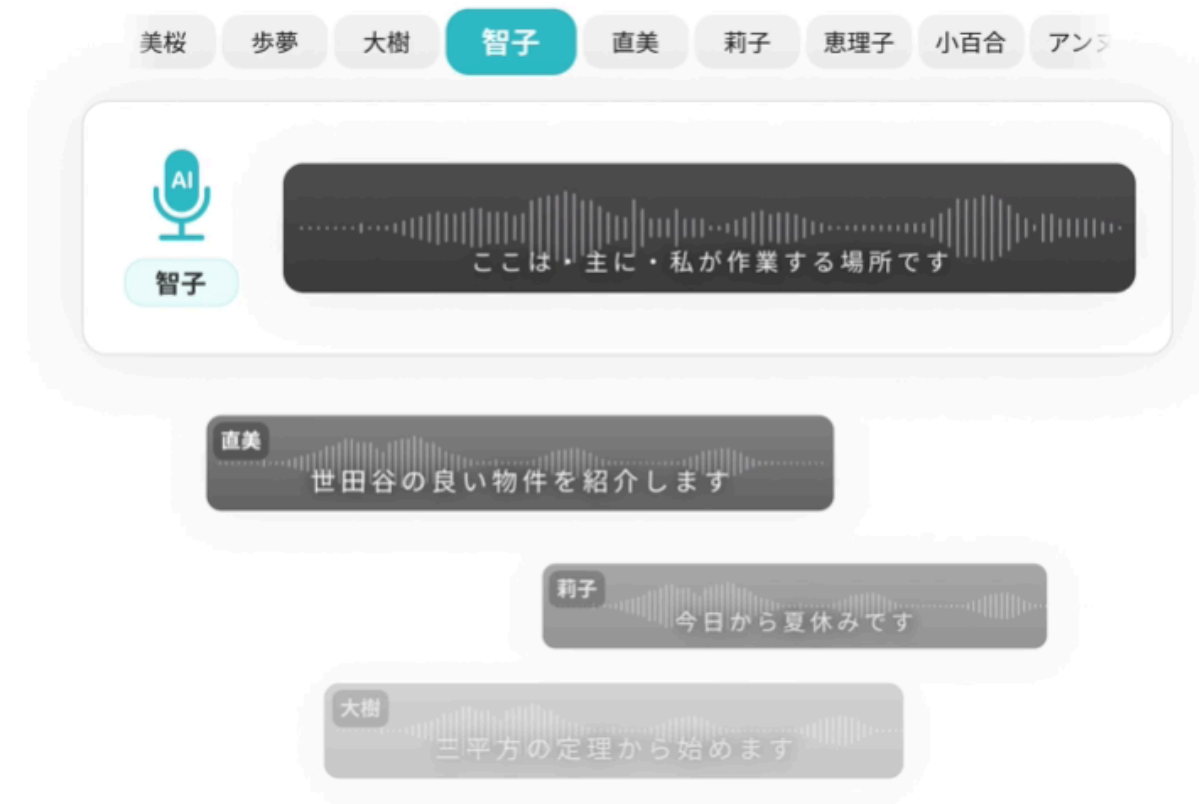 美桜
歩夢
大樹
智子
直美
莉子
恵理子
小百合
アンヌ
AI
智子
ここは・主に・私が作業する場所です
直美
世田谷の良い物件を紹介します
莉子
今日から夏休みです
大樹
三平方の定理から始めます